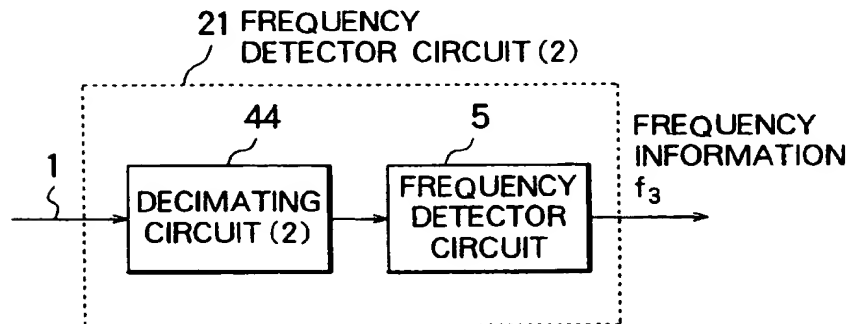 21 FREQUENCY
DETECTOR CIRCUIT (2)
44
5
1
DECIMATING
CIRCUIT (2)
FREQUENCY
DETECTOR
CIRCUIT
FREQUENCY
INFORMATION
f3